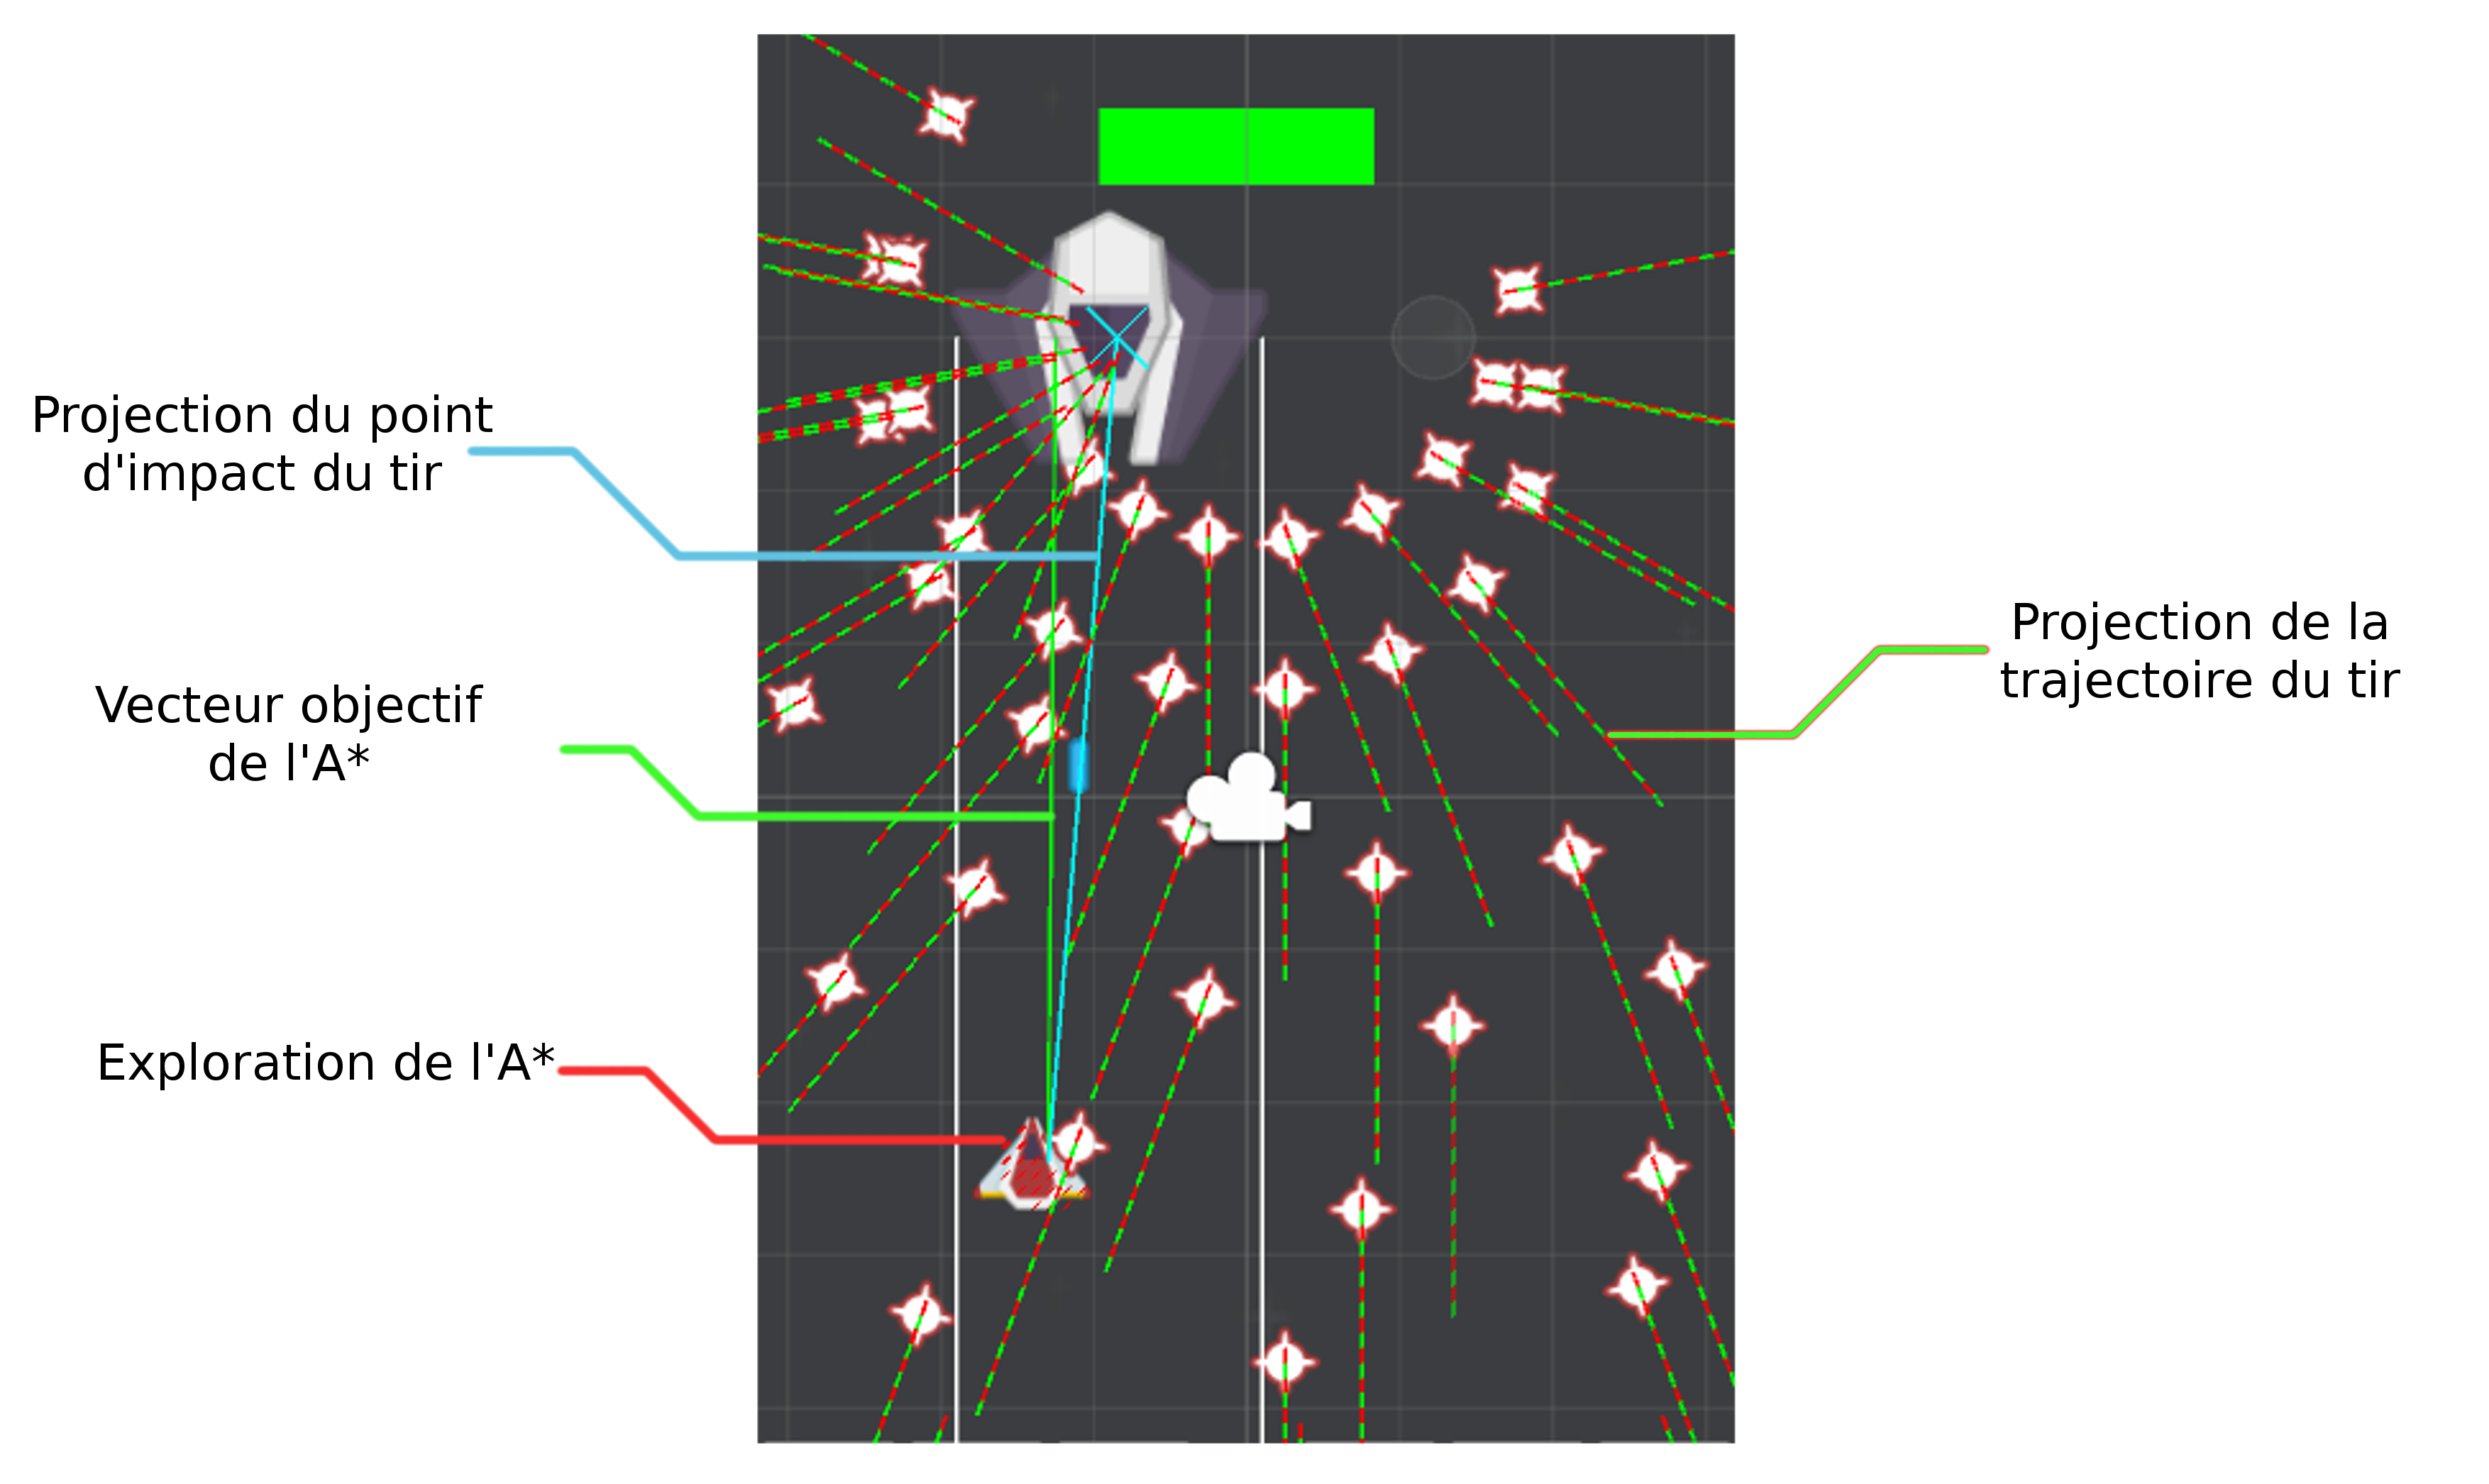 Projection du point
d'impact du tir
Vecteur objectif
de l'A*
Exploration de l'A*
Projection de la
trajectoire du tir